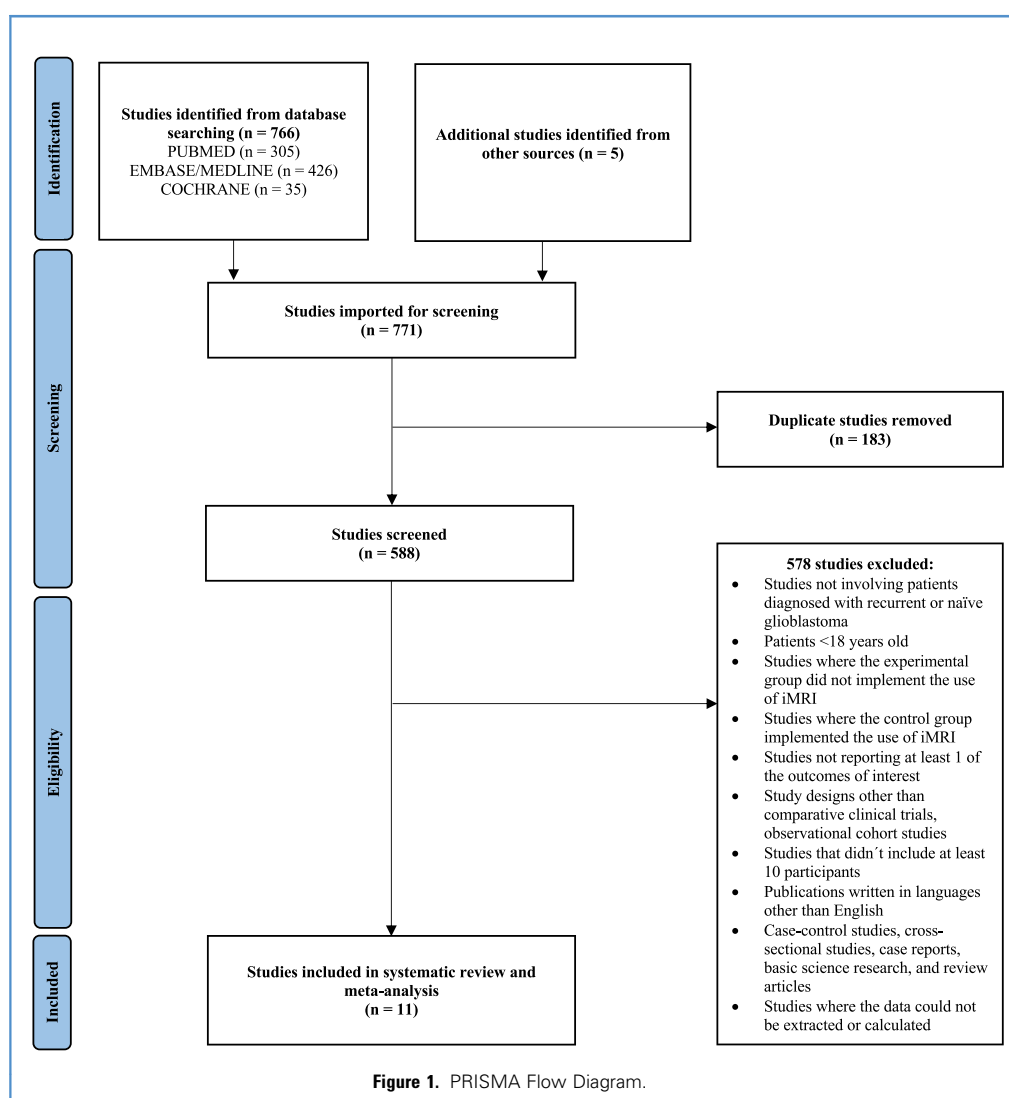 Identification
Studies identified from database
searching (n = 766)
PUBMED (n = 305)
EMBASE/MEDLINE (n = 426)
COCHRANE (n = 35)
Additional studies identified from
other sources (n = 5)
Screening
Studies imported for screening
(n = 771)
Duplicate studies removed
(n = 183)
Studies screened
(n = 588)
Eligibility
578 studies excluded:
• Studies not involving patients
diagnosed with recurrent or naïve
glioblastoma
• Patients <18 years old
• Studies where the experimental
group did not implement the use
of iMRI
• Studies where the control group
implemented the use of iMRI
• Studies not reporting at least 1 of
the outcomes of interest
• Study designs other than
comparative clinical trials,
observational cohort studies
• Studies that didn´t include at least
10 participants
• Publications written in languages
other than English
• Case-control studies, cross-
sectional studies, case reports,
basic science research, and review
articles
• Studies where the data could not
be extracted or calculated
Included
Studies included in systematic review and
meta-analysis
(n = 11)
Figure 1. PRISMA Flow Diagram.